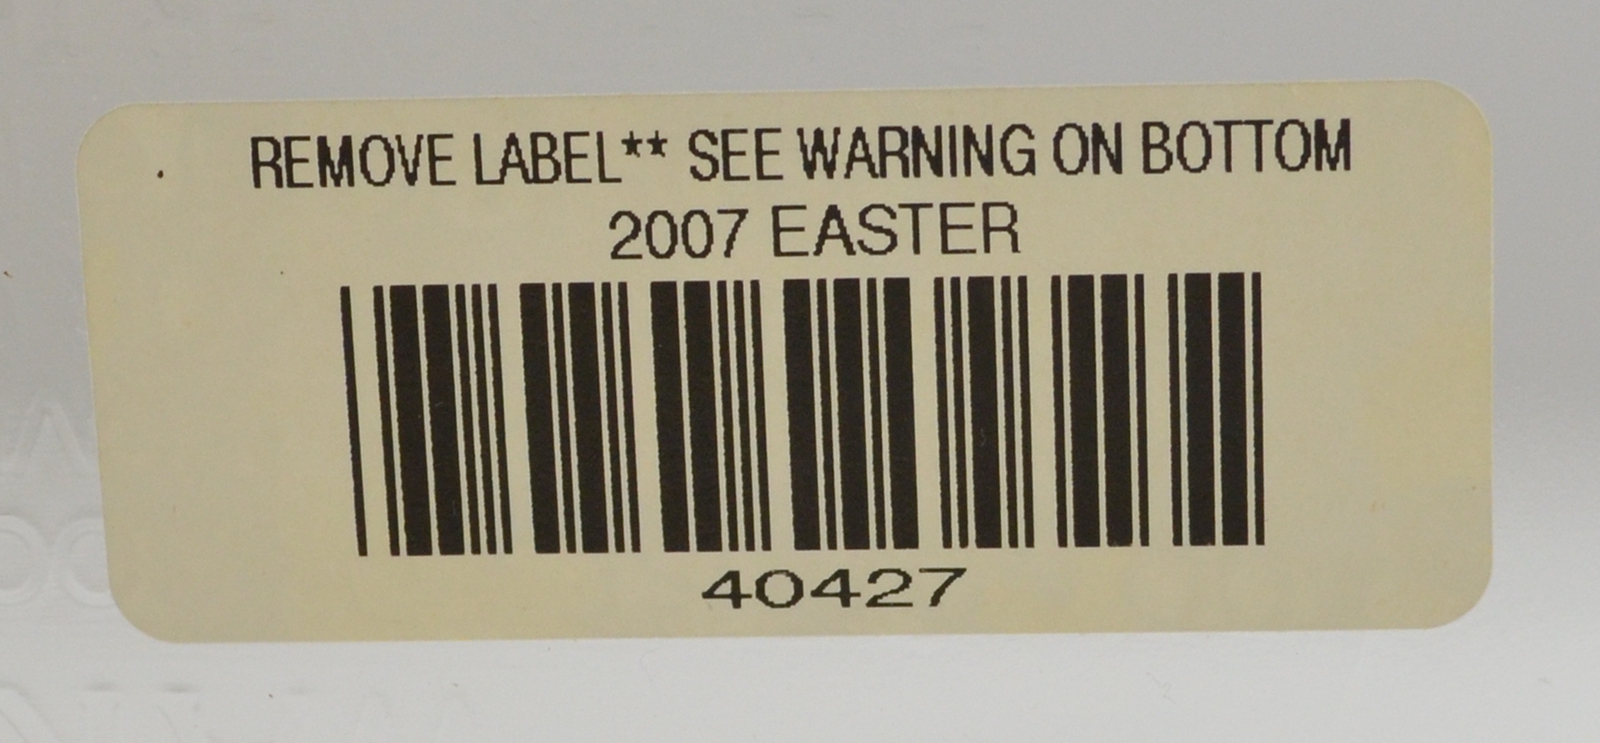 REMOVE LABEL** SEE WARNING ON BOTTOM
2007 EASTER
40427